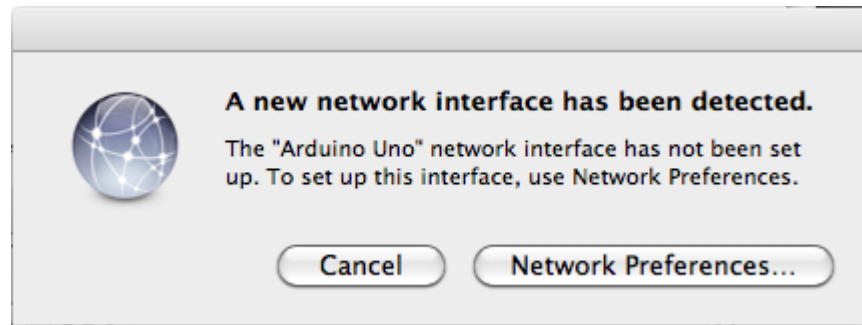 A new network interface has been detected.
The "Arduino Uno" network interface has not been set
up. To set up this interface, use Network Preferences.
Cancel
Network Preferences...